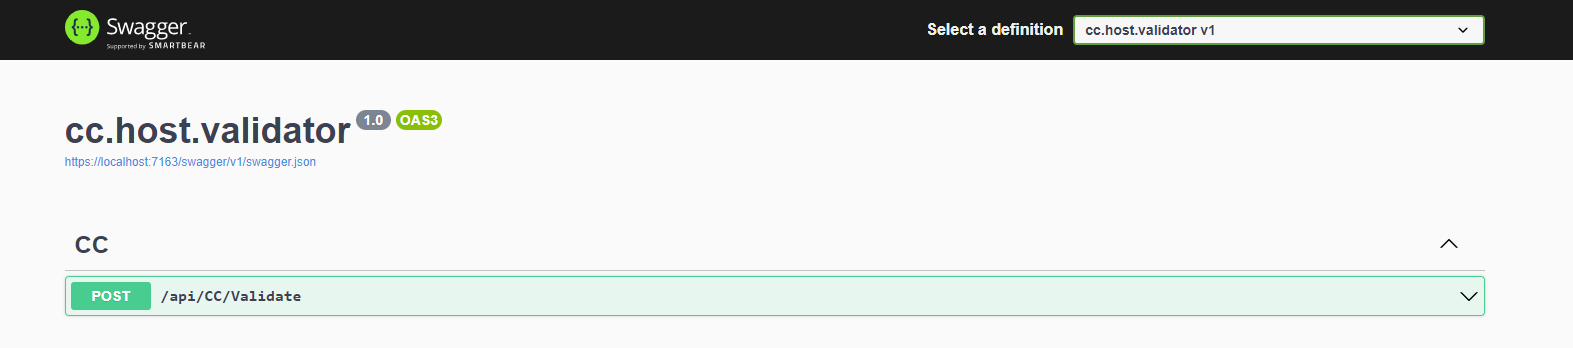 Swagger
Supported by SMARTBEAR
Select a definition
cc.host.validator v1
cc.host.validator 1.0 OAS3
https://localhost:7163/swagger/v1/swagger.json
CC
POST /api/CC/Validate